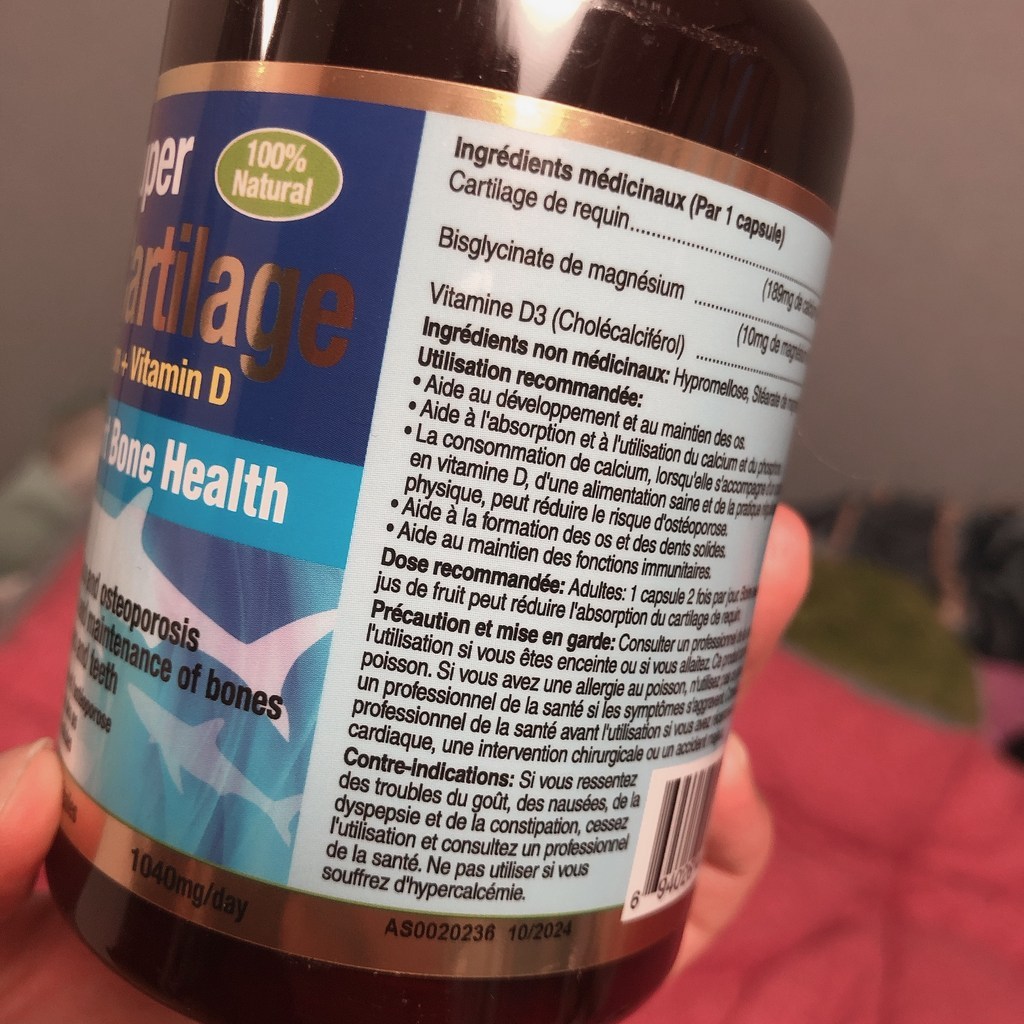 100%
Natural
artilage
+ Vitamin D
Bone Health
and osteoporosis
maintenance of bones
and teeth
1040mg/day
Ingrédients médicinaux (Par 1 capsule)
Cartilage de requin
(189mg de
Bisglycinate de magnésium
(10mg de
Vitamine D3 (Cholécalciférol)
Ingrédients non médicinaux: Hypromellose, Stéarate de
Utilisation recommandée:
• Aide au développement et au maintien des os.
• Aide à l'absorption et à l'utilisation du calcium et du
• La consommation de calcium, lorsqu'elle s'accompagne
en vitamine D, d'une alimentation saine et de la pratique
physique, peut réduire le risque d'ostéoporose.
• Aide à la formation des os et des dents solides.
• Aide au maintien des fonctions immunitaires.
Dose recommandée: Adultes: 1 capsule 2 fois par jour.
jus de fruit peut réduire l'absorption du cartilage de requin.
Précaution et mise en garde: Consulter un professionnel
l'utilisation si vous êtes enceinte ou si vous allaitez. Ce
poisson. Si vous avez une allergie au poisson, n'utilisez
un professionnel de la santé si les symptômes s'aggravent.
professionnel de la santé avant l'utilisation si vous avez
cardiaque, une intervention chirurgicale ou un accident
Contre-indications: Si vous ressentez
des troubles du goût, des nausées, de la
dyspepsie et de la constipation, cessez
l'utilisation et consultez un professionnel
de la santé. Ne pas utiliser si vous
souffrez d'hypercalcémie.
AS0020236 10/2024